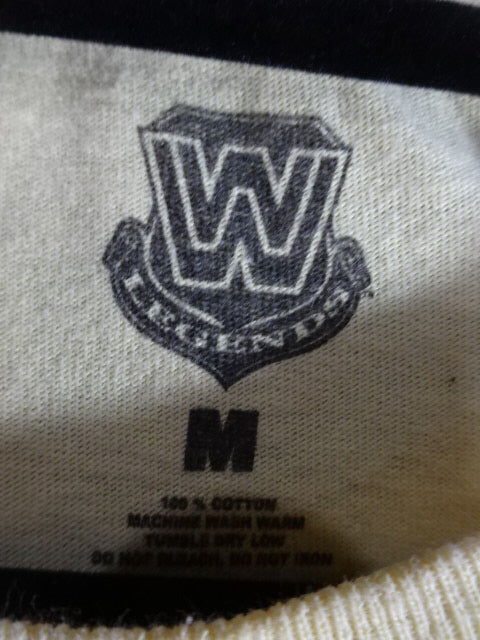 W
LEGENDS
M
100 % COTTON
MACHINE WASH WARM
TUMBLE DRY LOW
DO NOT BLEACH, DO NOT IRON